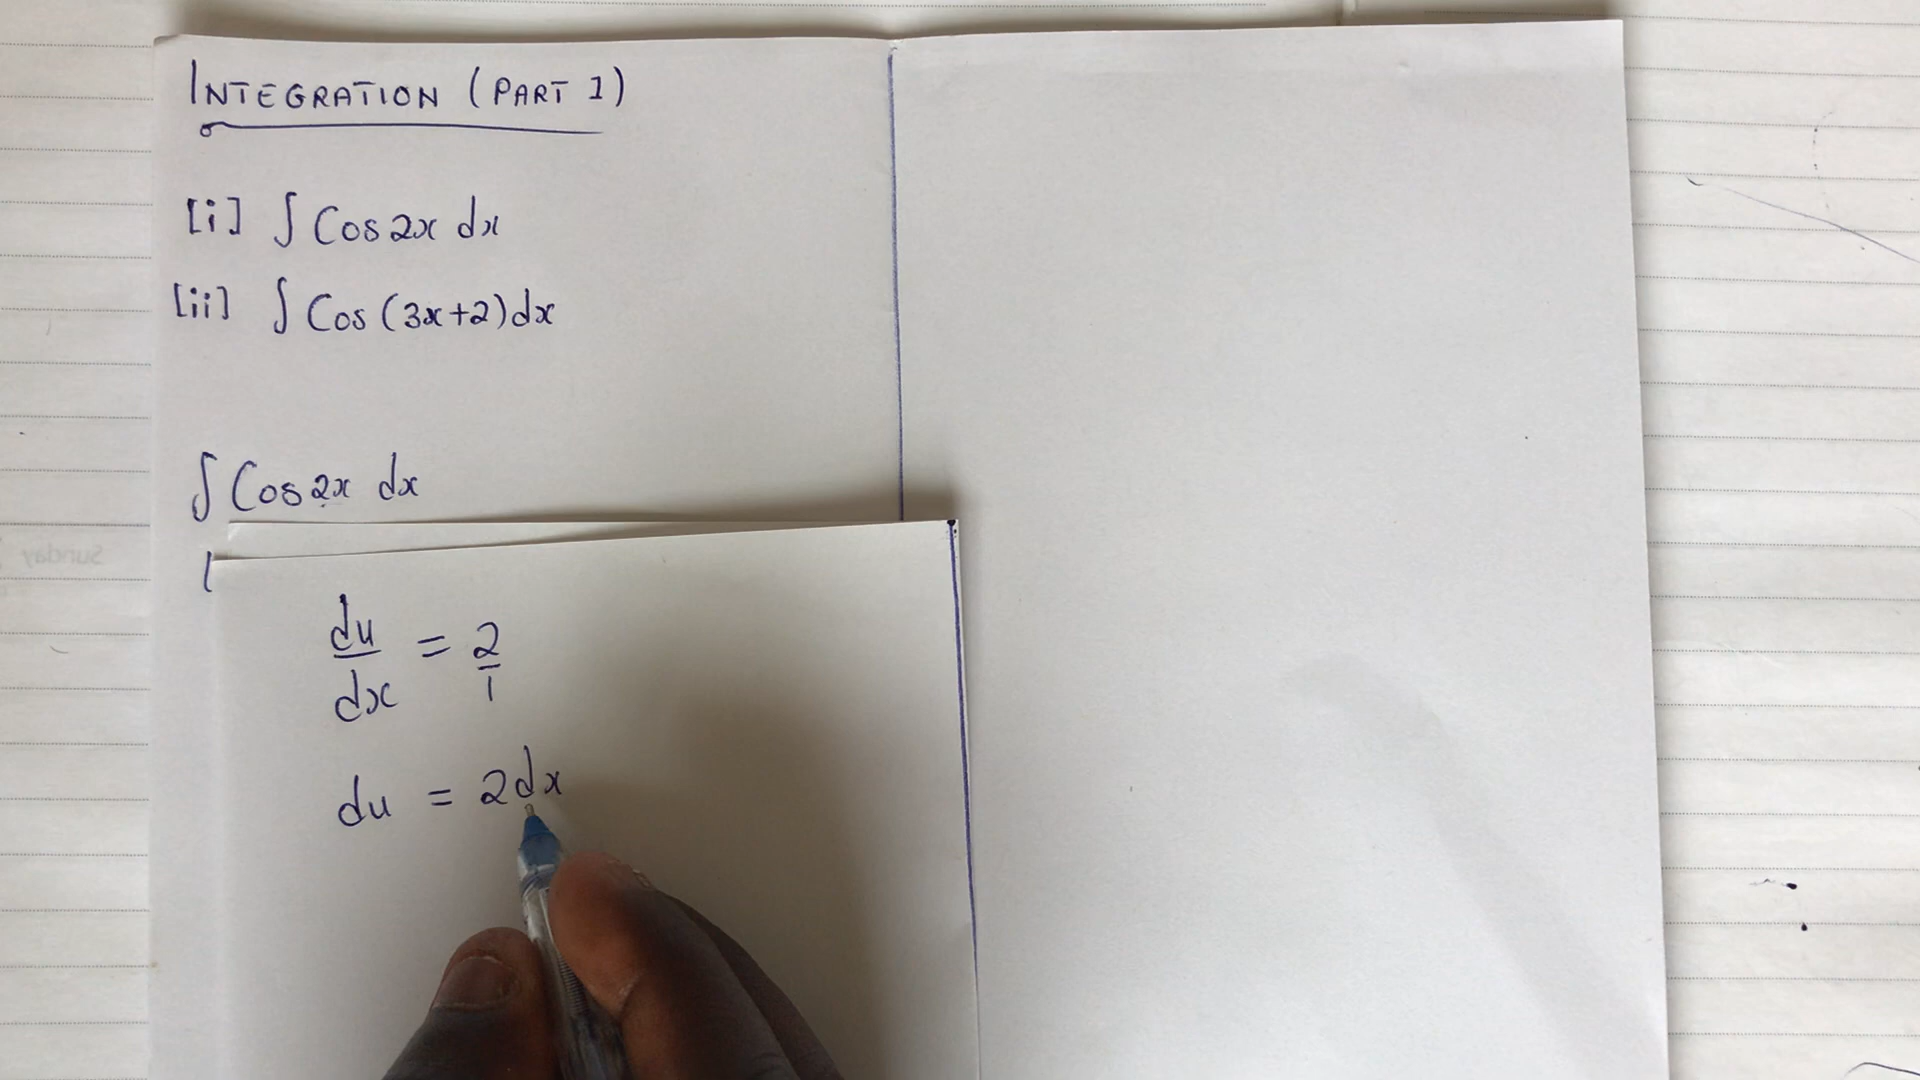 INTEGRATION (PART 1)
[i] ∫ Cos 2x dx
[ii] ∫ Cos (3x+2) dx
∫ Cos 2x dx
du/dx = 2/1
du = 2dx
Sunday